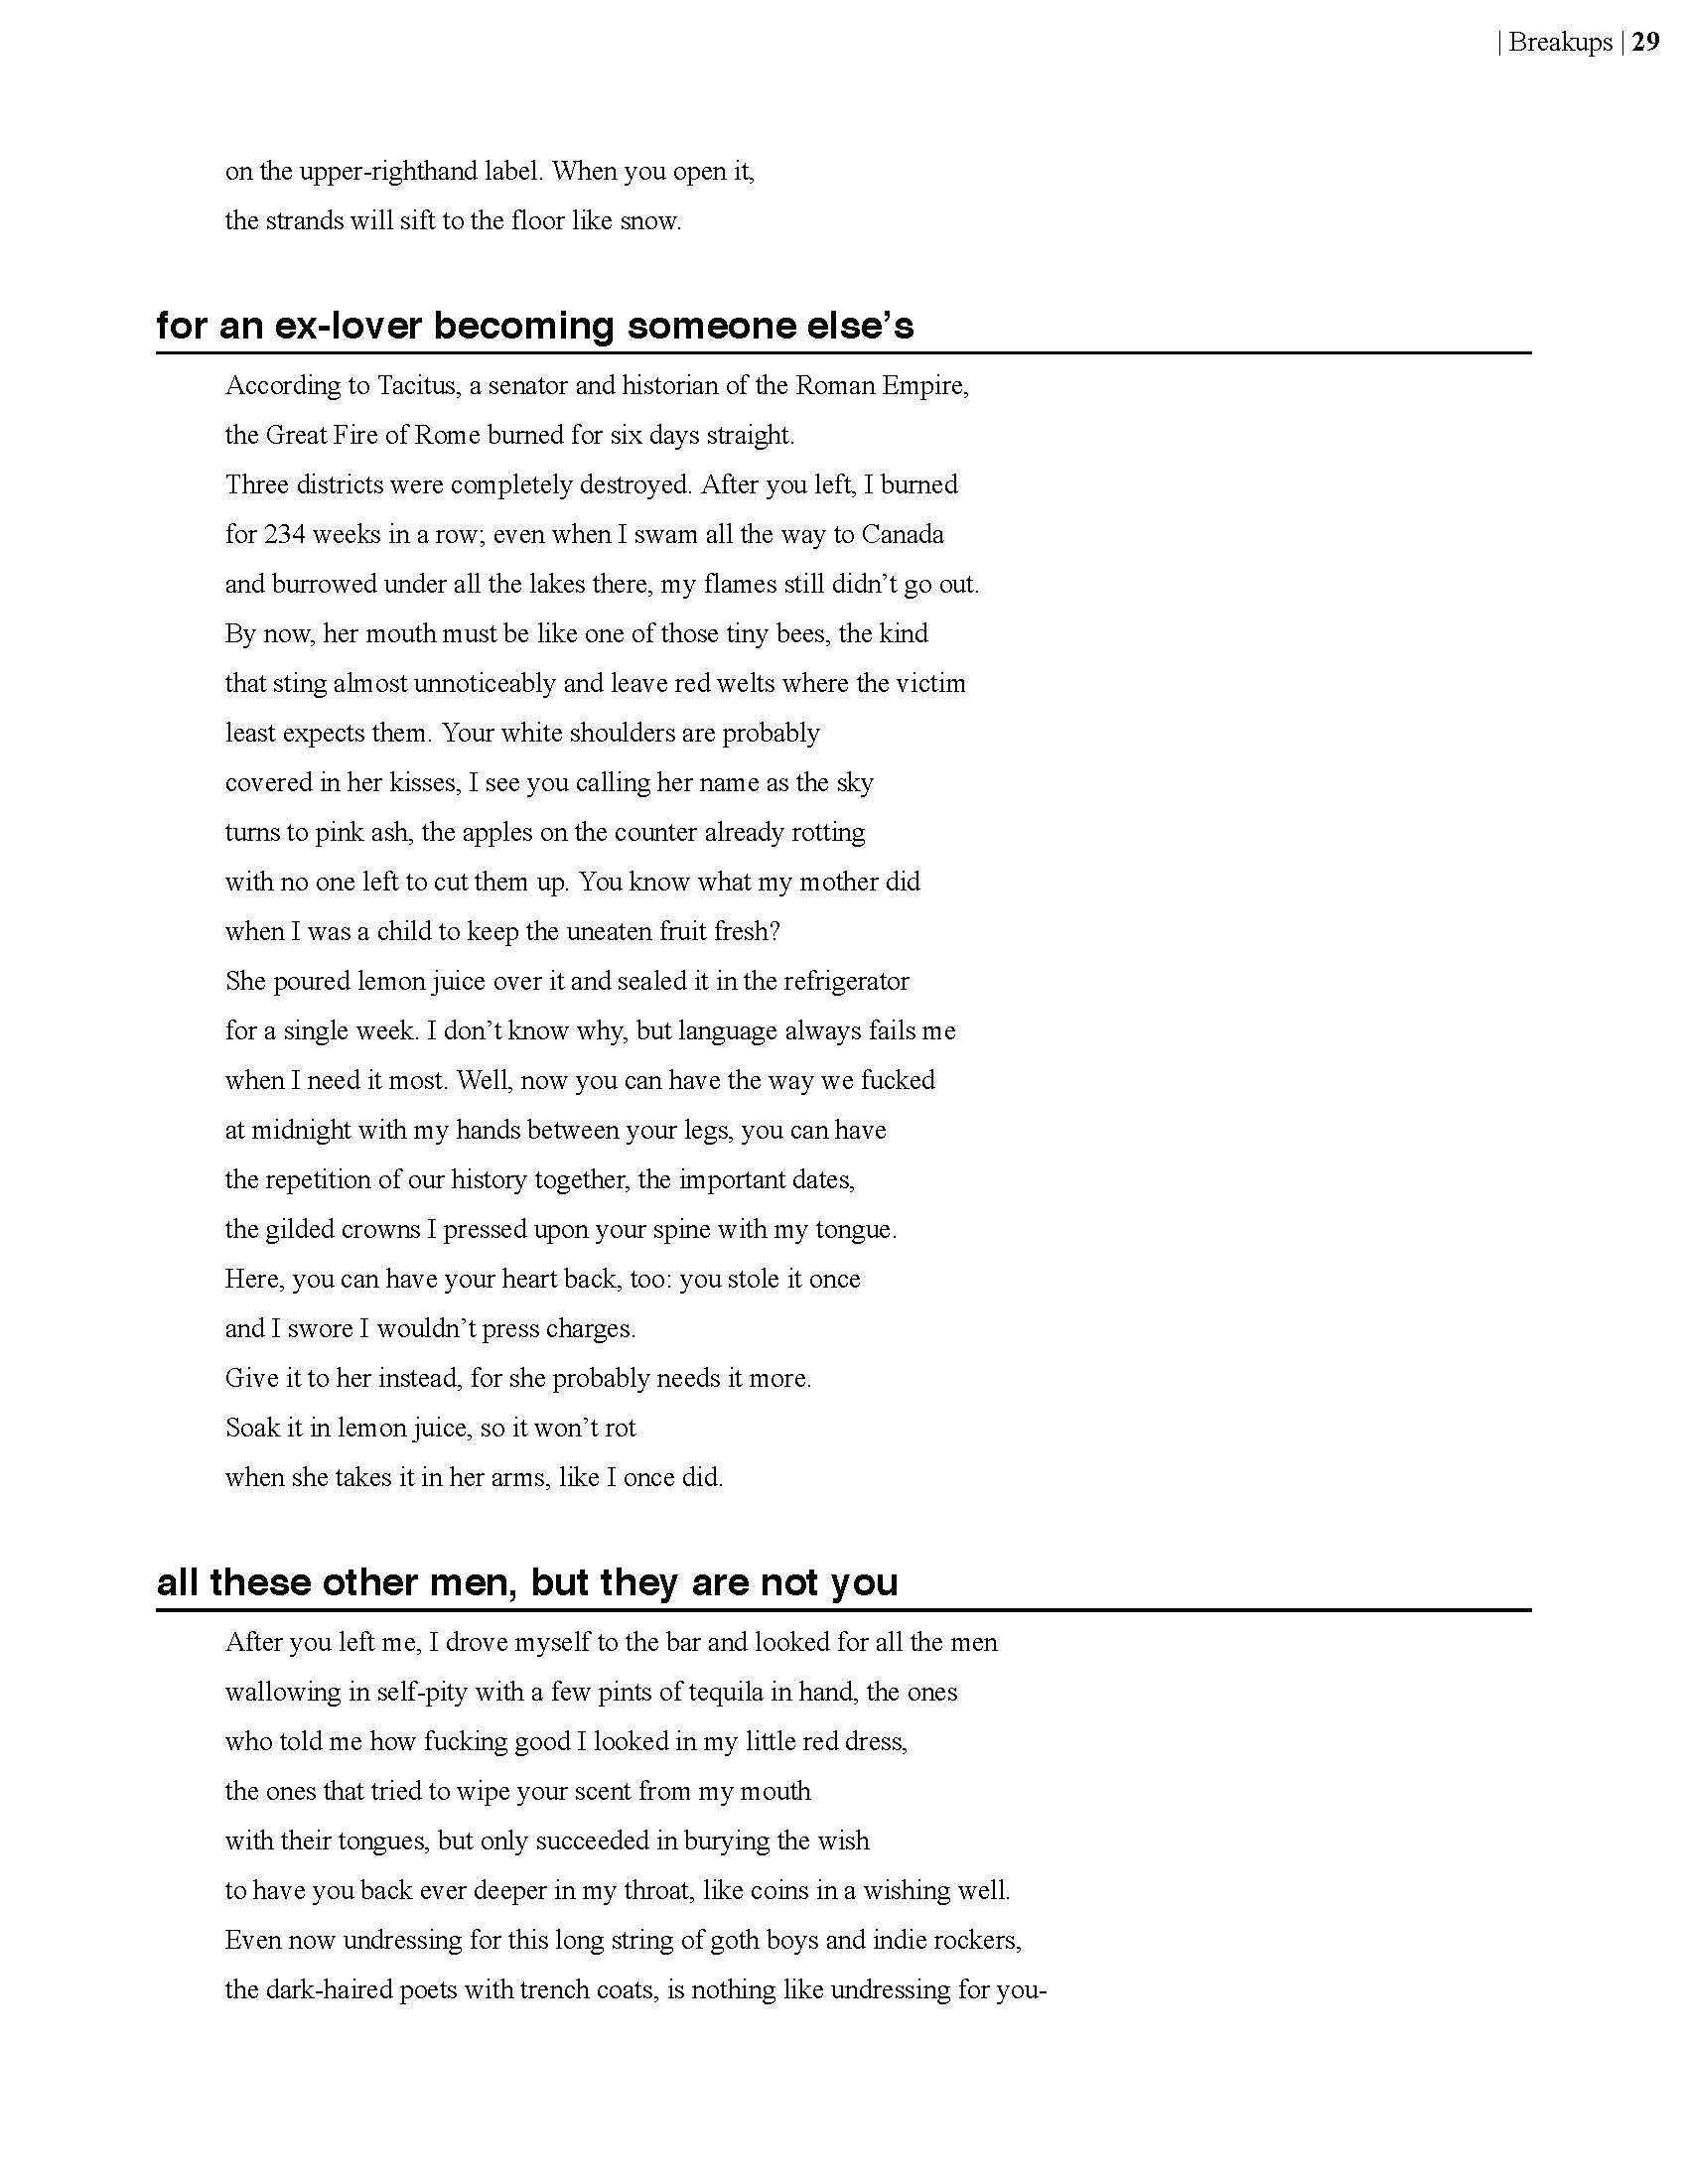 | Breakups | 29
on the upper-righthand label. When you open it,
the strands will sift to the floor like snow.
for an ex-lover becoming someone else’s
According to Tacitus, a senator and historian of the Roman Empire,
the Great Fire of Rome burned for six days straight.
Three districts were completely destroyed. After you left, I burned
for 234 weeks in a row; even when I swam all the way to Canada
and burrowed under all the lakes there, my flames still didn’t go out.
By now, her mouth must be like one of those tiny bees, the kind
that sting almost unnoticeably and leave red welts where the victim
least expects them. Your white shoulders are probably
covered in her kisses, I see you calling her name as the sky
turns to pink ash, the apples on the counter already rotting
with no one left to cut them up. You know what my mother did
when I was a child to keep the uneaten fruit fresh?
She poured lemon juice over it and sealed it in the refrigerator
for a single week. I don’t know why, but language always fails me
when I need it most. Well, now you can have the way we fucked
at midnight with my hands between your legs, you can have
the repetition of our history together, the important dates,
the gilded crowns I pressed upon your spine with my tongue.
Here, you can have your heart back, too: you stole it once
and I swore I wouldn’t press charges.
Give it to her instead, for she probably needs it more.
Soak it in lemon juice, so it won’t rot
when she takes it in her arms, like I once did.
all these other men, but they are not you
After you left me, I drove myself to the bar and looked for all the men
wallowing in self-pity with a few pints of tequila in hand, the ones
who told me how fucking good I looked in my little red dress,
the ones that tried to wipe your scent from my mouth
with their tongues, but only succeeded in burying the wish
to have you back ever deeper in my throat, like coins in a wishing well.
Even now undressing for this long string of goth boys and indie rockers,
the dark-haired poets with trench coats, is nothing like undressing for you-